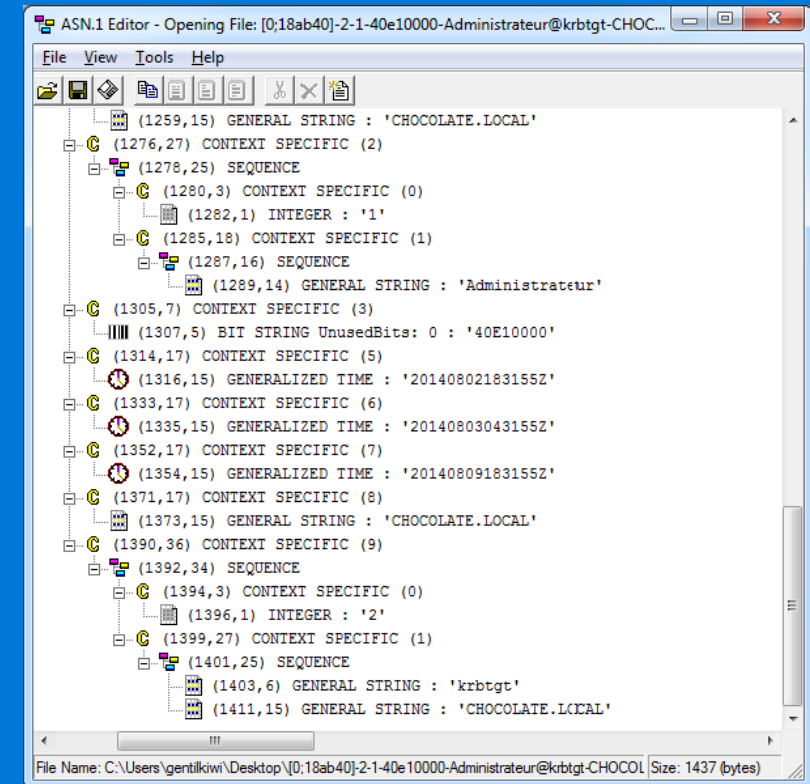 ASN.1 Editor - Opening File: [0;18ab40]-2-1-40e10000-Administrateur@krbtgt-CHOC...
File View Tools Help
(1259,15) GENERAL STRING : 'CHOCOLATE.LOCAL'
(1276,27) CONTEXT SPECIFIC (2)
(1278,25) SEQUENCE
(1280,3) CONTEXT SPECIFIC (0)
(1282,1) INTEGER : '1'
(1285,18) CONTEXT SPECIFIC (1)
(1287,16) SEQUENCE
(1289,14) GENERAL STRING : 'Administrateur'
(1305,7) CONTEXT SPECIFIC (3)
(1307,5) BIT STRING UnusedBits: 0 : '40E10000'
(1314,17) CONTEXT SPECIFIC (5)
(1316,15) GENERALIZED TIME : '20140802183155Z'
(1333,17) CONTEXT SPECIFIC (6)
(1335,15) GENERALIZED TIME : '20140803043155Z'
(1352,17) CONTEXT SPECIFIC (7)
(1354,15) GENERALIZED TIME : '20140809183155Z'
(1371,17) CONTEXT SPECIFIC (8)
(1373,15) GENERAL STRING : 'CHOCOLATE.LOCAL'
(1390,36) CONTEXT SPECIFIC (9)
(1392,34) SEQUENCE
(1394,3) CONTEXT SPECIFIC (0)
(1396,1) INTEGER : '2'
(1399,27) CONTEXT SPECIFIC (1)
(1401,25) SEQUENCE
(1403,6) GENERAL STRING : 'krbtgt'
(1411,15) GENERAL STRING : 'CHOCOLATE.LOCAL'
File Name: C:\Users\gentilkiwi\Desktop\[0;18ab40]-2-1-40e10000-Administrateur@krbtgt-CHOCOL Size: 1437 (bytes)